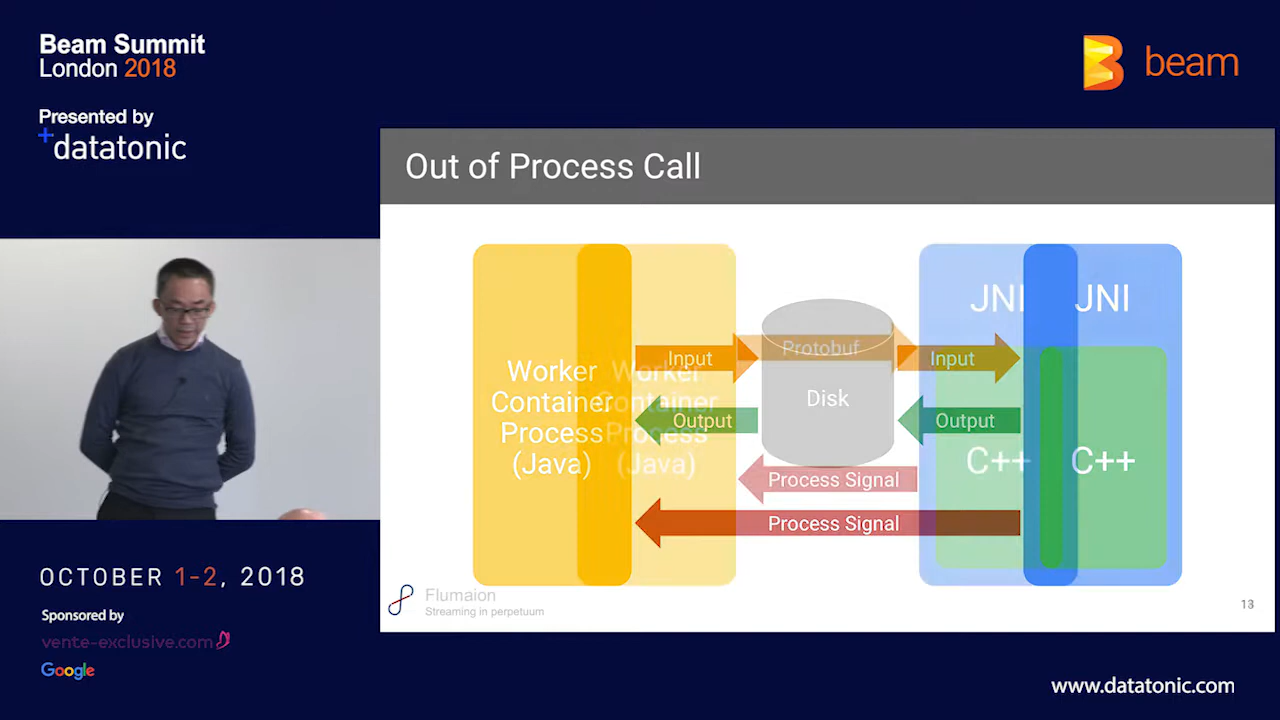 Beam Summit
London 2018
Presented by
+datatonic
beam
Out of Process Call
Worker
Container
Process
(Java)
Worker
Container
Process
(Java)
Input
Protobuf
Input
Disk
Output
Output
Process Signal
Process Signal
JNI
JNI
C++
C++
Flumaion
Streaming in perpetuum
13
OCTOBER 1-2, 2018
Sponsored by
vente-exclusive.com
Google
www.datatonic.com